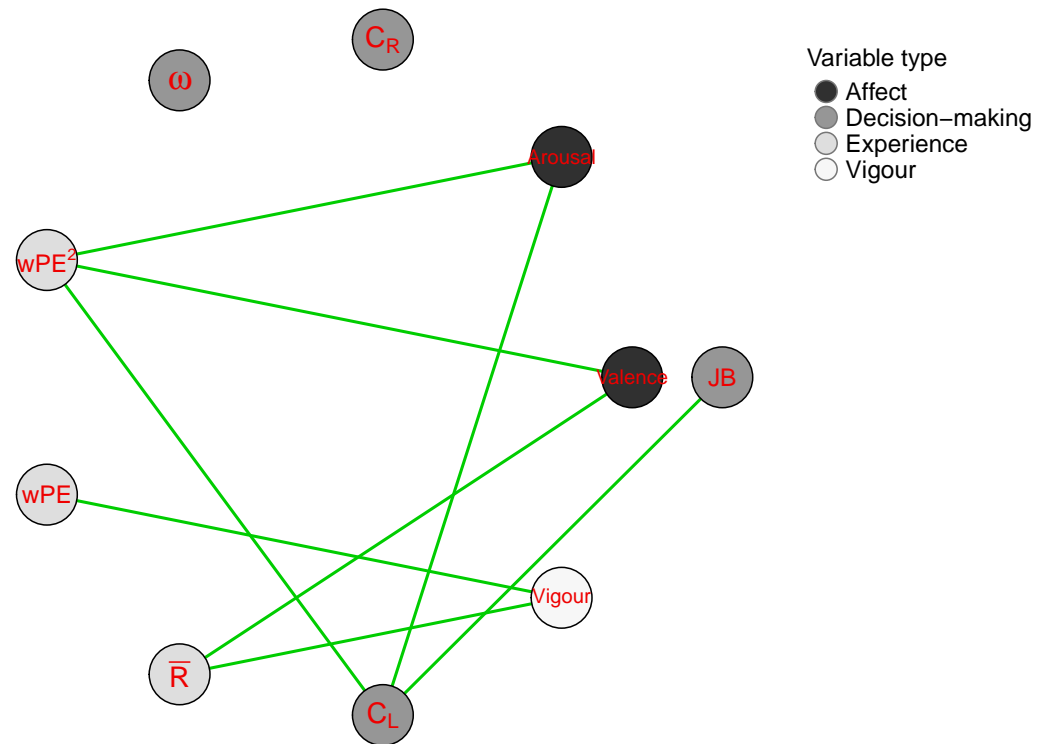 C_R
ω
Variable type
Affect
Decision−making
Experience
Vigour
Arousal
wPE²
Valence
JB
wPE
Vigour
R̅
C_L